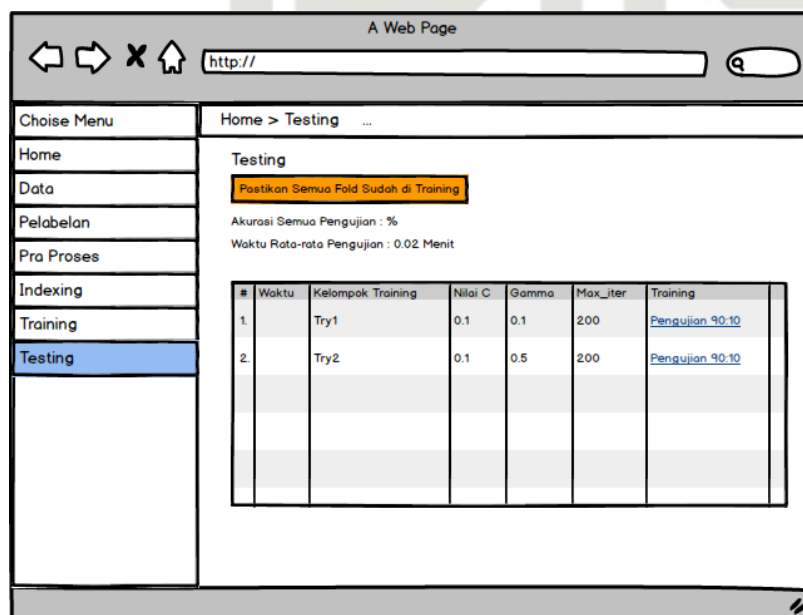 A Web Page
http://
Choise Menu
Home
Data
Pelabelan
Pra Proses
Indexing
Training
Testing
Home > Testing ...
Testing
Pastikan Semua Fold Sudah di Training
Akurasi Semua Pengujian : %
Waktu Rata-rata Pengujian : 0.02 Menit
# Waktu Kelompok Training Nilai C Gamma Max_iter Training
1. Try1 0.1 0.1 200 Pengujian 90:10
2. Try2 0.1 0.5 200 Pengujian 90:10